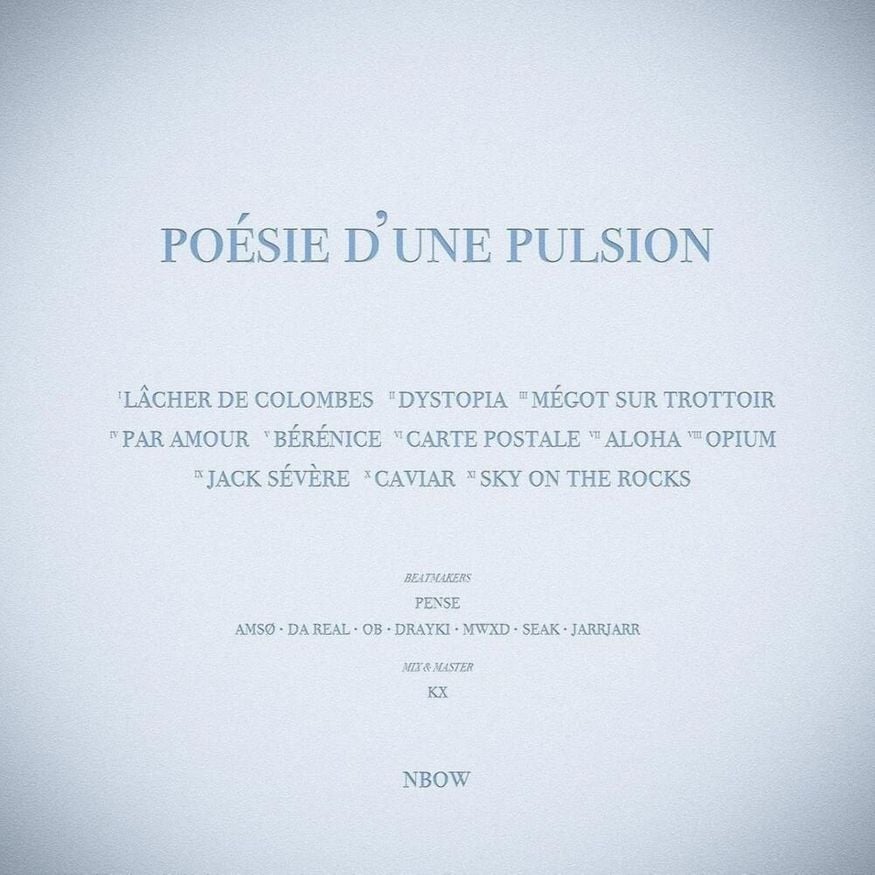 POÉSIE D'UNE PULSION
I LÂCHER DE COLOMBES II DYSTOPIA III MÉGOT SUR TROTTOIR
IV PAR AMOUR V BÉRÉNICE VI CARTE POSTALE VII ALOHA VIII OPIUM
IX JACK SÉVÈRE X CAVIAR XI SKY ON THE ROCKS
BEATMAKERS
PENSE
AMSØ · DA REAL · OB · DRAYKI · MWXD · SEAK · JARRJARR
MIX & MASTER
KX
NBOW